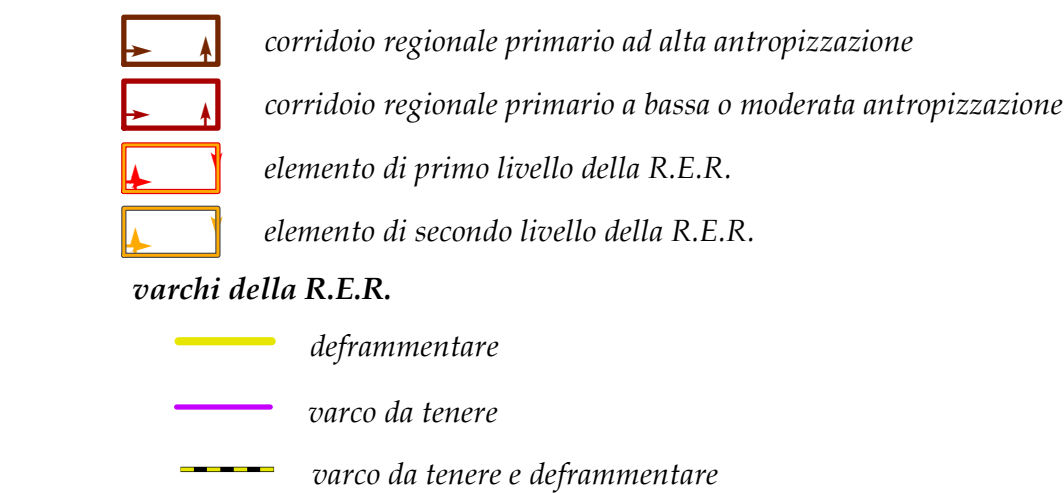 corridoio regionale primario ad alta antropizzazione
corridoio regionale primario a bassa o moderata antropizzazione
elemento di primo livello della R.E.R.
elemento di secondo livello della R.E.R.
varchi della R.E.R.
deframmentare
varco da tenere
varco da tenere e deframmentare